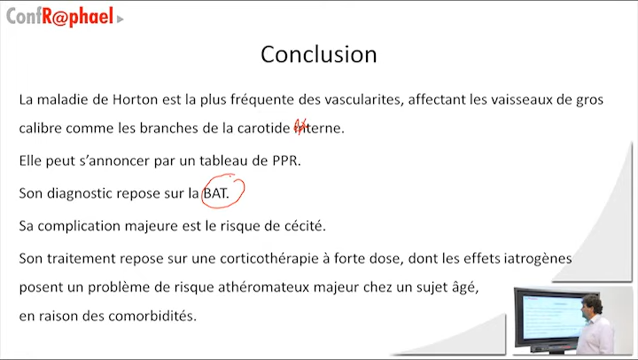 ConfR@phael
Conclusion
La maladie de Horton est la plus fréquente des vascularites, affectant les vaisseaux de gros
calibre comme les branches de la carotide terne.
Elle peut s’annoncer par un tableau de PPR.
Son diagnostic repose sur la BAT.
Sa complication majeure est le risque de cécité.
Son traitement repose sur une corticothérapie à forte dose, dont les effets iatrogènes
posent un problème de risque athéromateux majeur chez un sujet âgé,
en raison des comorbidités.